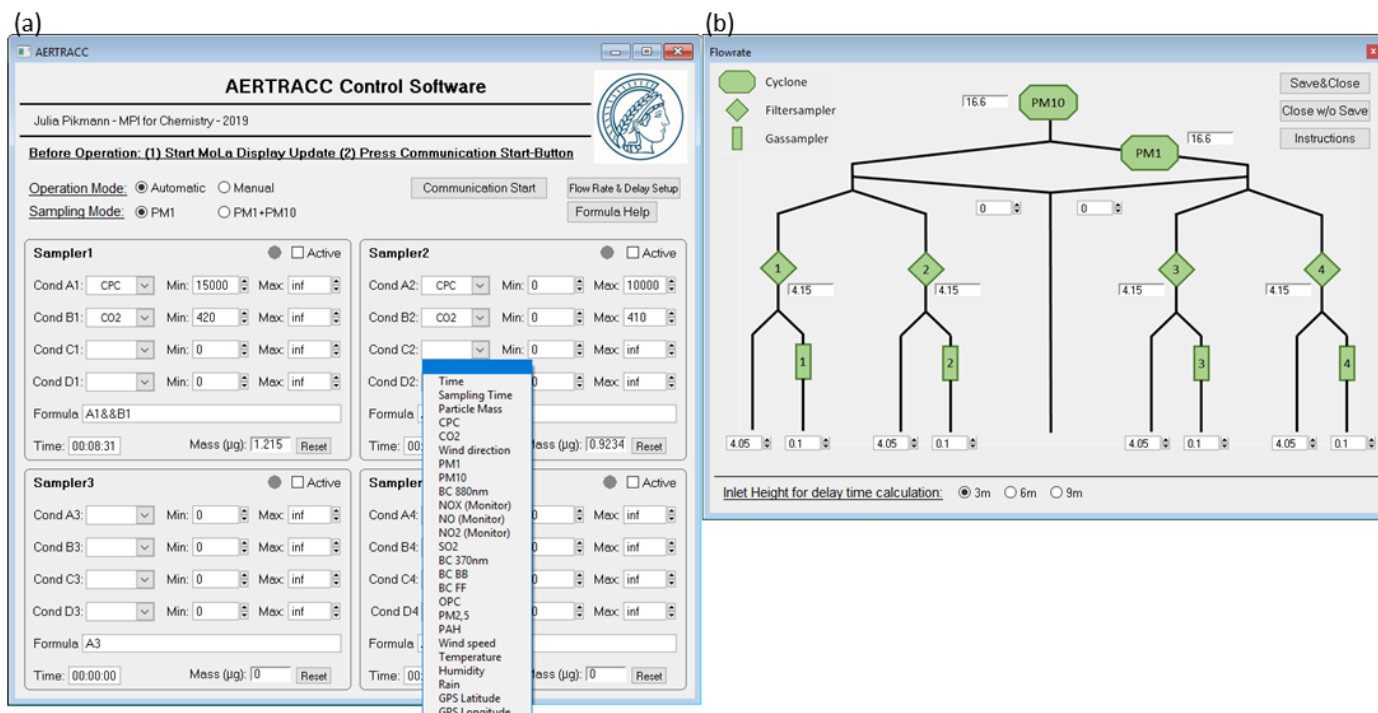 (a)
AERTRACC
AERTRACC Control Software
Julia Pikmann - MPI for Chemistry - 2019
Before Operation: (1) Start MoLa Display Update (2) Press Communication Start-Button
Operation Mode: Automatic Manual Communication Start Flow Rate & Delay Setup
Sampling Mode: PM1 PM1+PM10 Formula Help
Sampler1 Active
Cond A1: CPC Min: 15000 Max: inf
Cond B1: CO2 Min: 420 Max: inf
Cond C1: Min: 0 Max: inf
Cond D1: Min: 0 Max: inf
Formula A1&&B1
Time: 00:08:31 Mass (µg): 1.215 Reset
Sampler2 Active
Cond A2: CPC Min: 0 Max: 10000
Cond B2: CO2 Min: 0 Max: 410
Cond C2: Min: 0 Max: inf
Cond D2: Max: inf
Formula
Time: 00: Mass (µg): 0.9234 Reset
Time
Sampling Time
Particle Mass
CPC
CO2
Wind direction
PM1
PM10
BC 880nm
NOX (Monitor)
NO (Monitor)
NO2 (Monitor)
SO2
BC 370nm
BC BB
BC FF
OPC
PM2,5
PAH
Wind speed
Temperature
Humidity
Rain
GPS Latitude
GPS Longitude
Sampler3 Active
Cond A3: Min: 0 Max: inf
Cond B3: Min: 0 Max: inf
Cond C3: Min: 0 Max: inf
Cond D3: Min: 0 Max: inf
Formula A3
Time: 00:00:00 Mass (µg): 0 Reset
Sampler Active
Cond A4: Max: inf
Cond B4: Max: inf
Cond C4: Max: inf
Cond D4 Max: inf
Formula
Time: 00: Mass (µg): 0 Reset
(b)
Flowrate
Cyclone
Filtersampler
Gassampler
Save&Close
Close w/o Save
Instructions
16.6 PM10
16.6
PM1
0 0
1 2 3 4
4.15 4.15 4.15 4.15
1 2 3 4
4.05 0.1 4.05 0.1 4.05 0.1 4.05 0.1
Inlet Height for delay time calculation: 3m 6m 9m